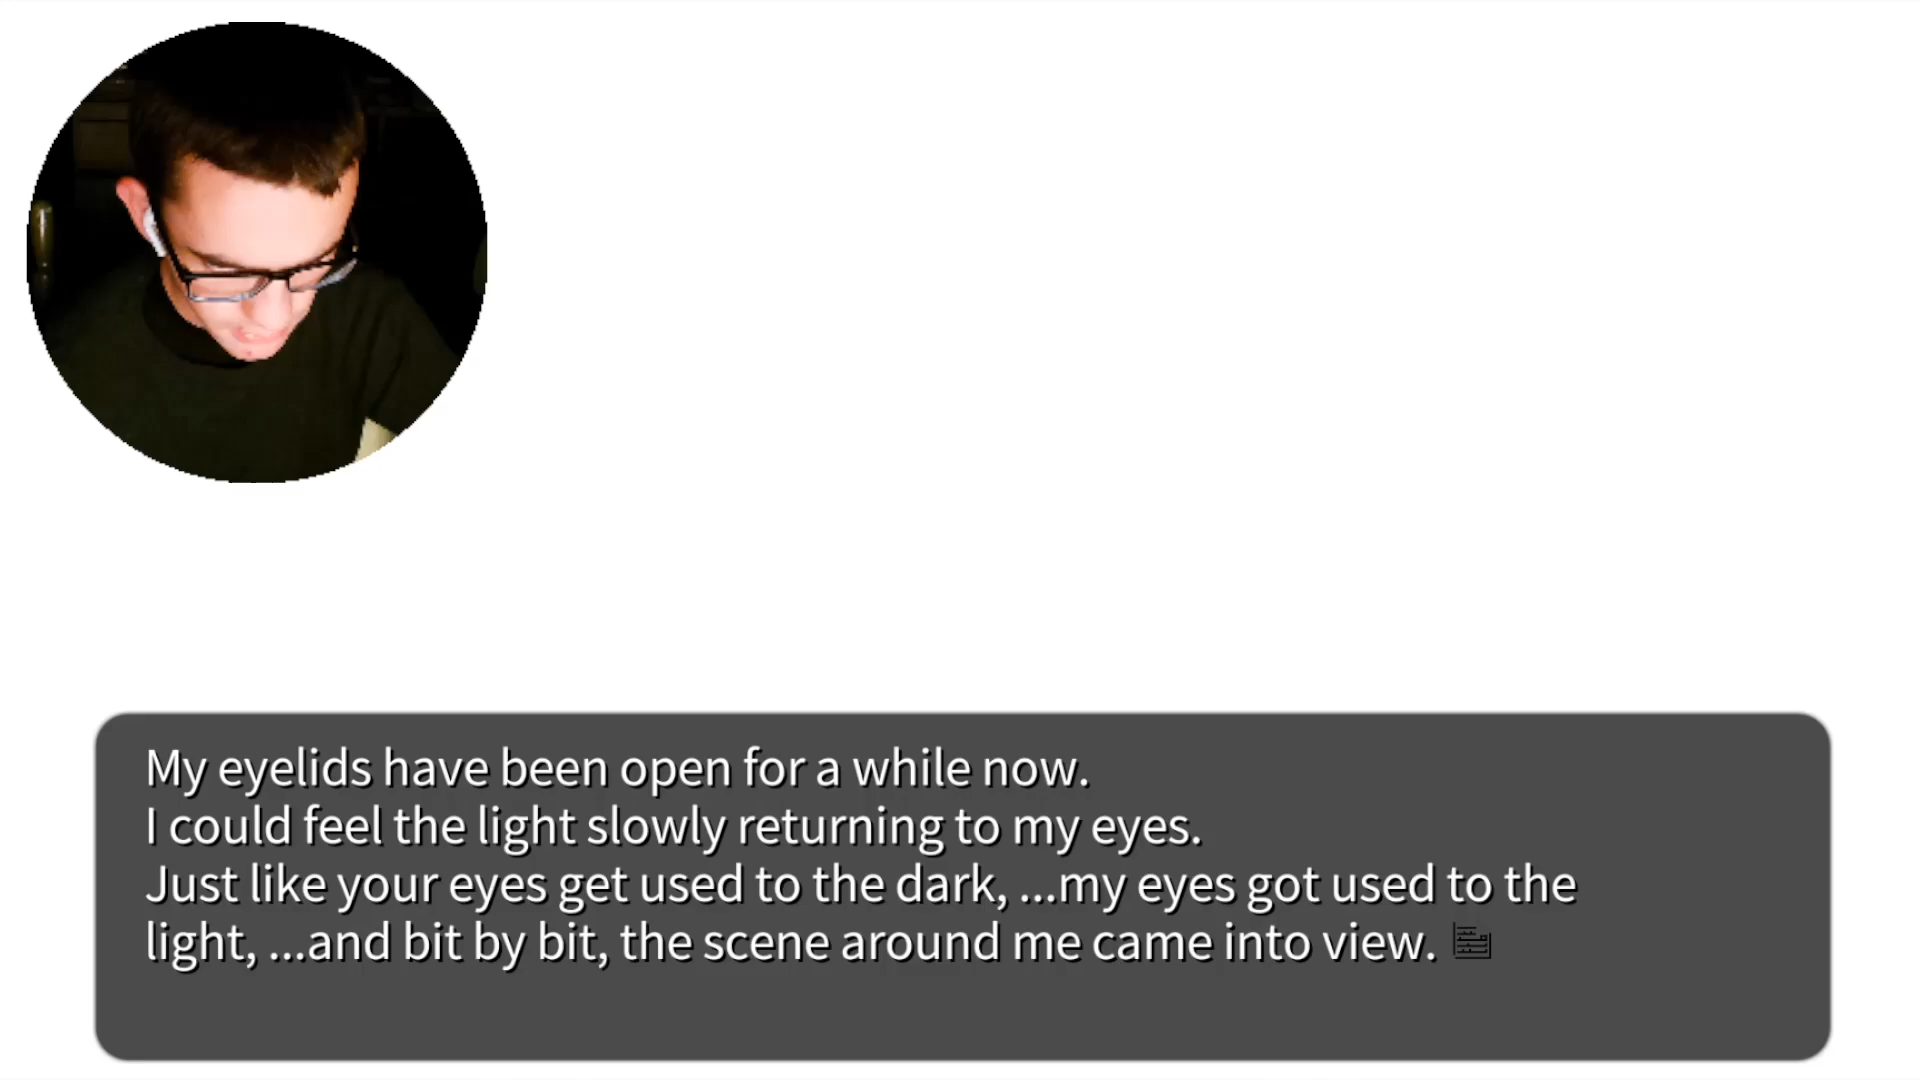 My eyelids have been open for a while now.
I could feel the light slowly returning to my eyes.
Just like your eyes get used to the dark, ...my eyes got used to the
light, ...and bit by bit, the scene around me came into view.